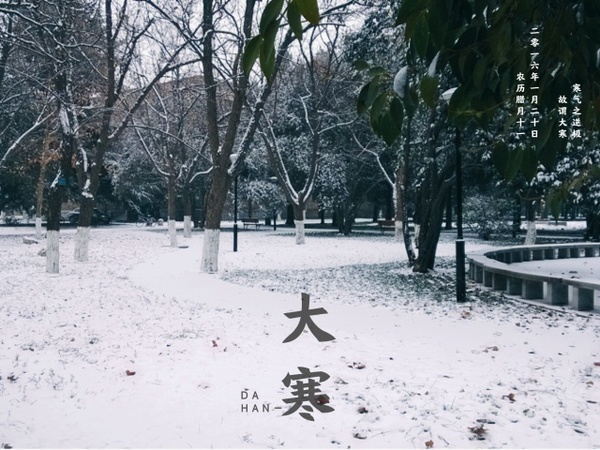 寒气之逆极
故谓大寒
二零一六年一月二十日
农历腊月十一
大
寒
DA
HAN